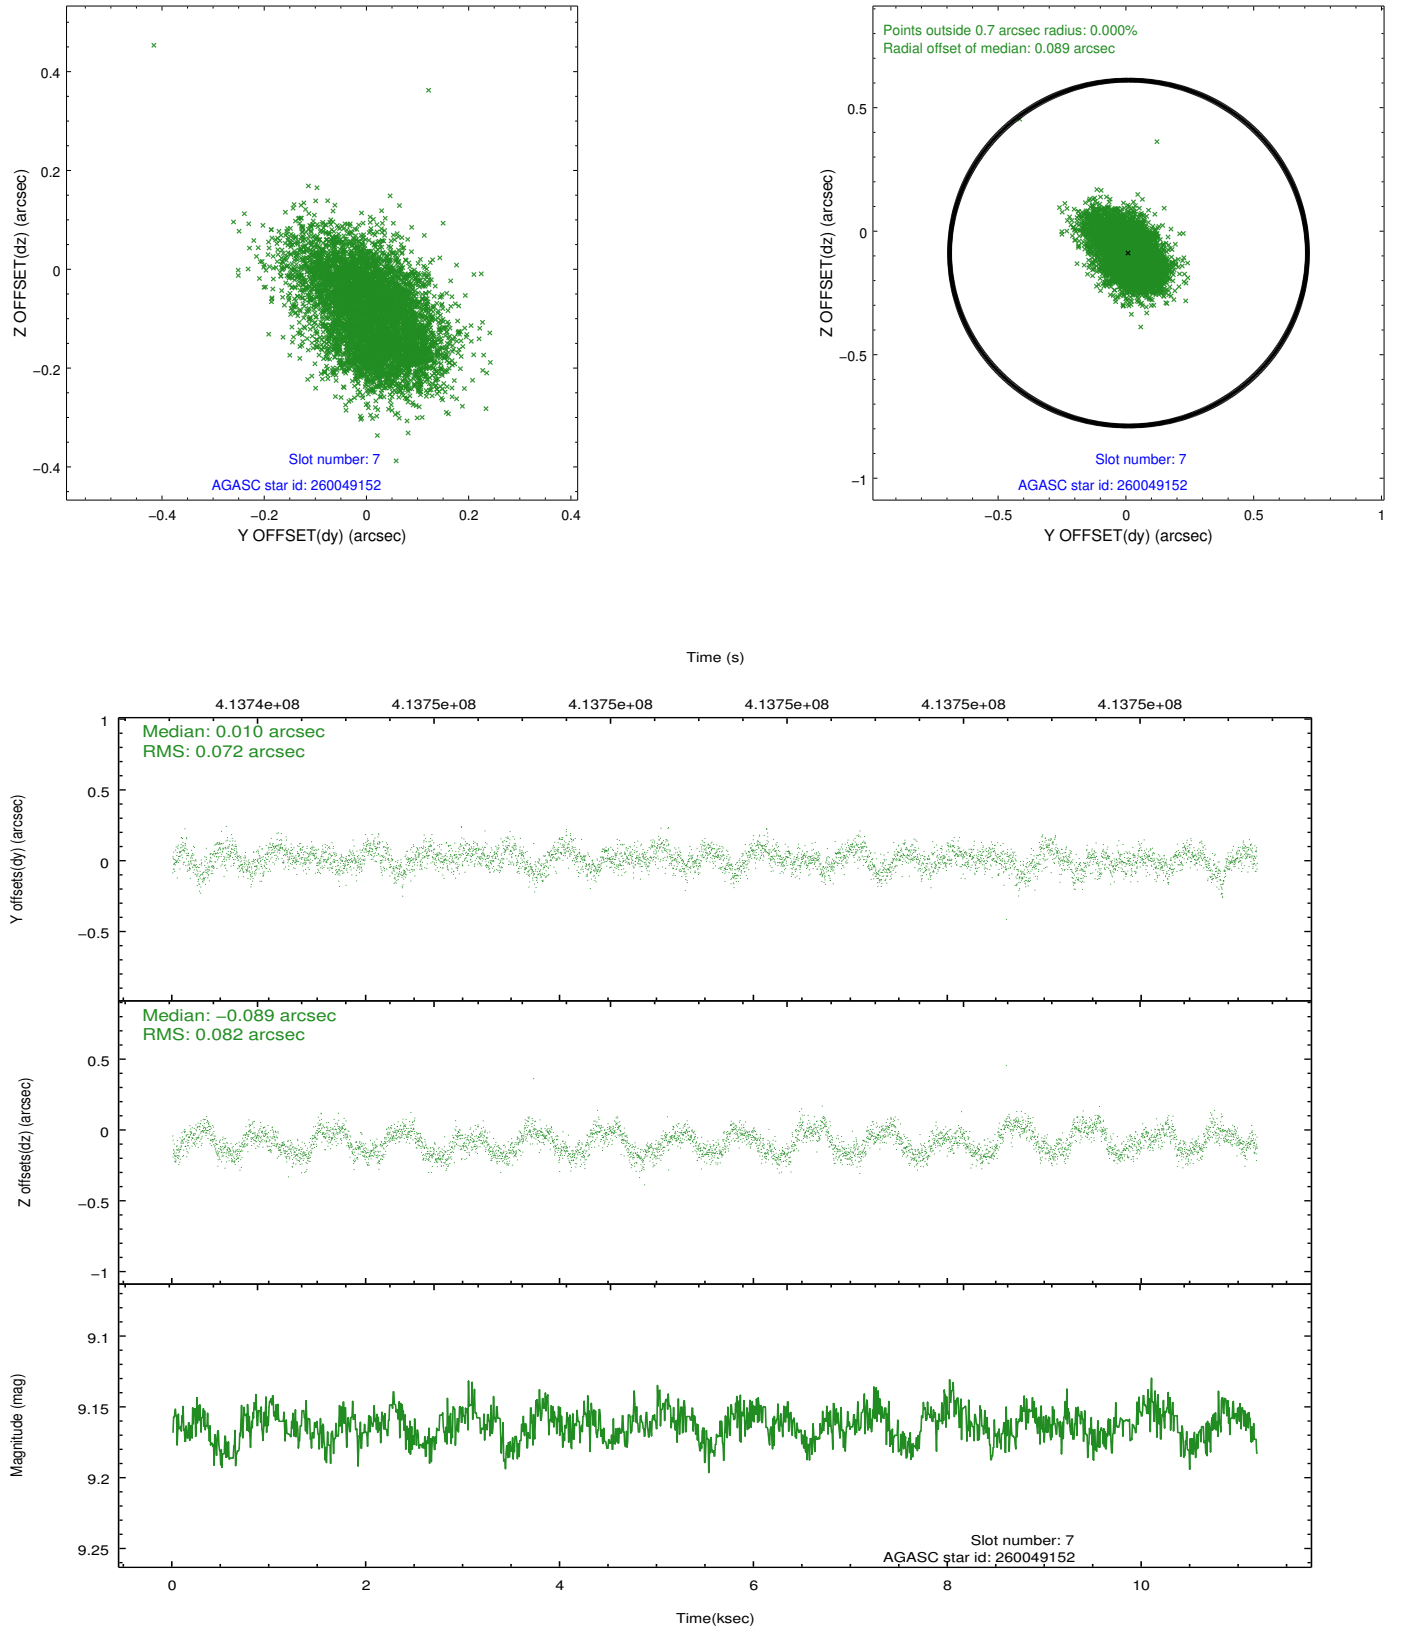 0.4
0.2
0
−0.2
−0.4
Z OFFSET(dz) (arcsec)
Slot number: 7
AGASC star id: 260049152
−0.4 −0.2 0 0.2 0.4
Y OFFSET(dy) (arcsec)
Points outside 0.7 arcsec radius: 0.000%
Radial offset of median: 0.089 arcsec
0.5
0
−0.5
−1
Z OFFSET(dz) (arcsec)
Slot number: 7
AGASC star id: 260049152
−0.5 0 0.5 1
Y OFFSET(dy) (arcsec)
Time (s)
4.1374e+08 4.1375e+08 4.1375e+08 4.1375e+08 4.1375e+08 4.1375e+08
Median: 0.010 arcsec
RMS: 0.072 arcsec
1
0.5
0
−0.5
Y offsets(dy) (arcsec)
Median: −0.089 arcsec
RMS: 0.082 arcsec
0.5
0
−0.5
−1
Z offsets(dz) (arcsec)
9.1
9.15
9.2
9.25
Magnitude (mag)
Slot number: 7
AGASC star id: 260049152
0 2 4 6 8 10
Time(ksec)